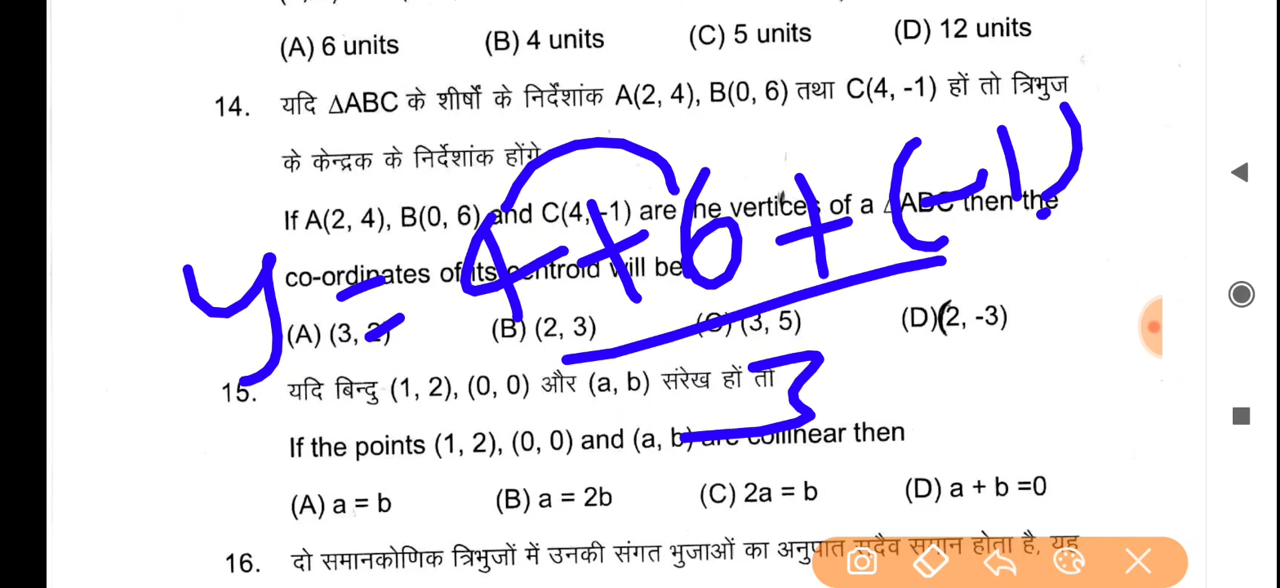 (A) 6 units (B) 4 units (C) 5 units (D) 12 units
14. यदि ΔABC के शीर्षों के निर्देशांक A(2, 4), B(0, 6) तथा C(4, -1) हों तो त्रिभुज
के केन्द्रक के निर्देशांक होंगे
If A(2, 4), B(0, 6) and C(4, -1) are the vertices of a ΔABC then the
co-ordinates of its centroid will be
y = 4+6+(-1)
3
(A) (3, 2) (B) (2, 3) (C) (3, 5) (D) (2, -3)
15. यदि बिन्दु (1, 2), (0, 0) और (a, b) संरेख हों तो
If the points (1, 2), (0, 0) and (a, b) are collinear then
(A) a = b (B) a = 2b (C) 2a = b (D) a + b =0
16. दो समानकोणिक त्रिभुजों में उनकी संगत भुजाओं का अनुपात सदैव समान होता है, यह